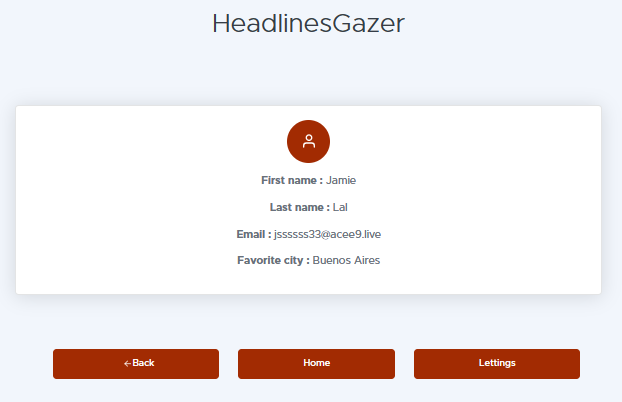 HeadlinesGazer
First name : Jamie
Last name : Lal
Email : jssssss33@acee9.live
Favorite city : Buenos Aires
←Back
Home
Lettings